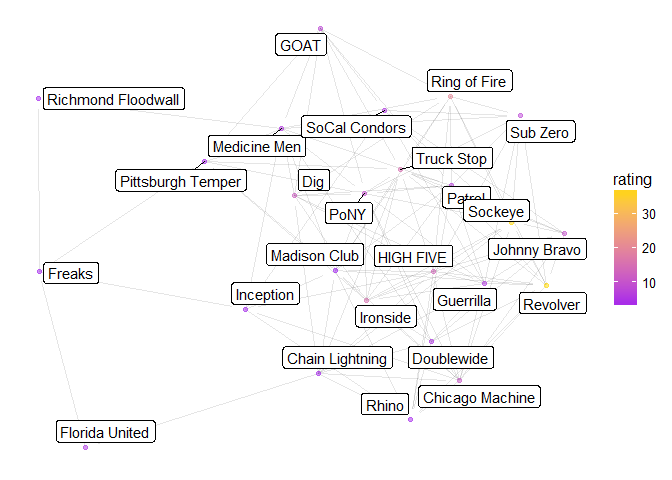 GOAT
Ring of Fire
Richmond Floodwall
SoCal Condors
Sub Zero
Medicine Men
Truck Stop
Pittsburgh Temper
Dig
rating
Patrol
PoNY
Sockeye
30
Madison Club
HIGH FIVE
Johnny Bravo
20
Freaks
10
Inception
Guerrilla
Revolver
Ironside
Chain Lightning
Doublewide
Rhino
Chicago Machine
Florida United